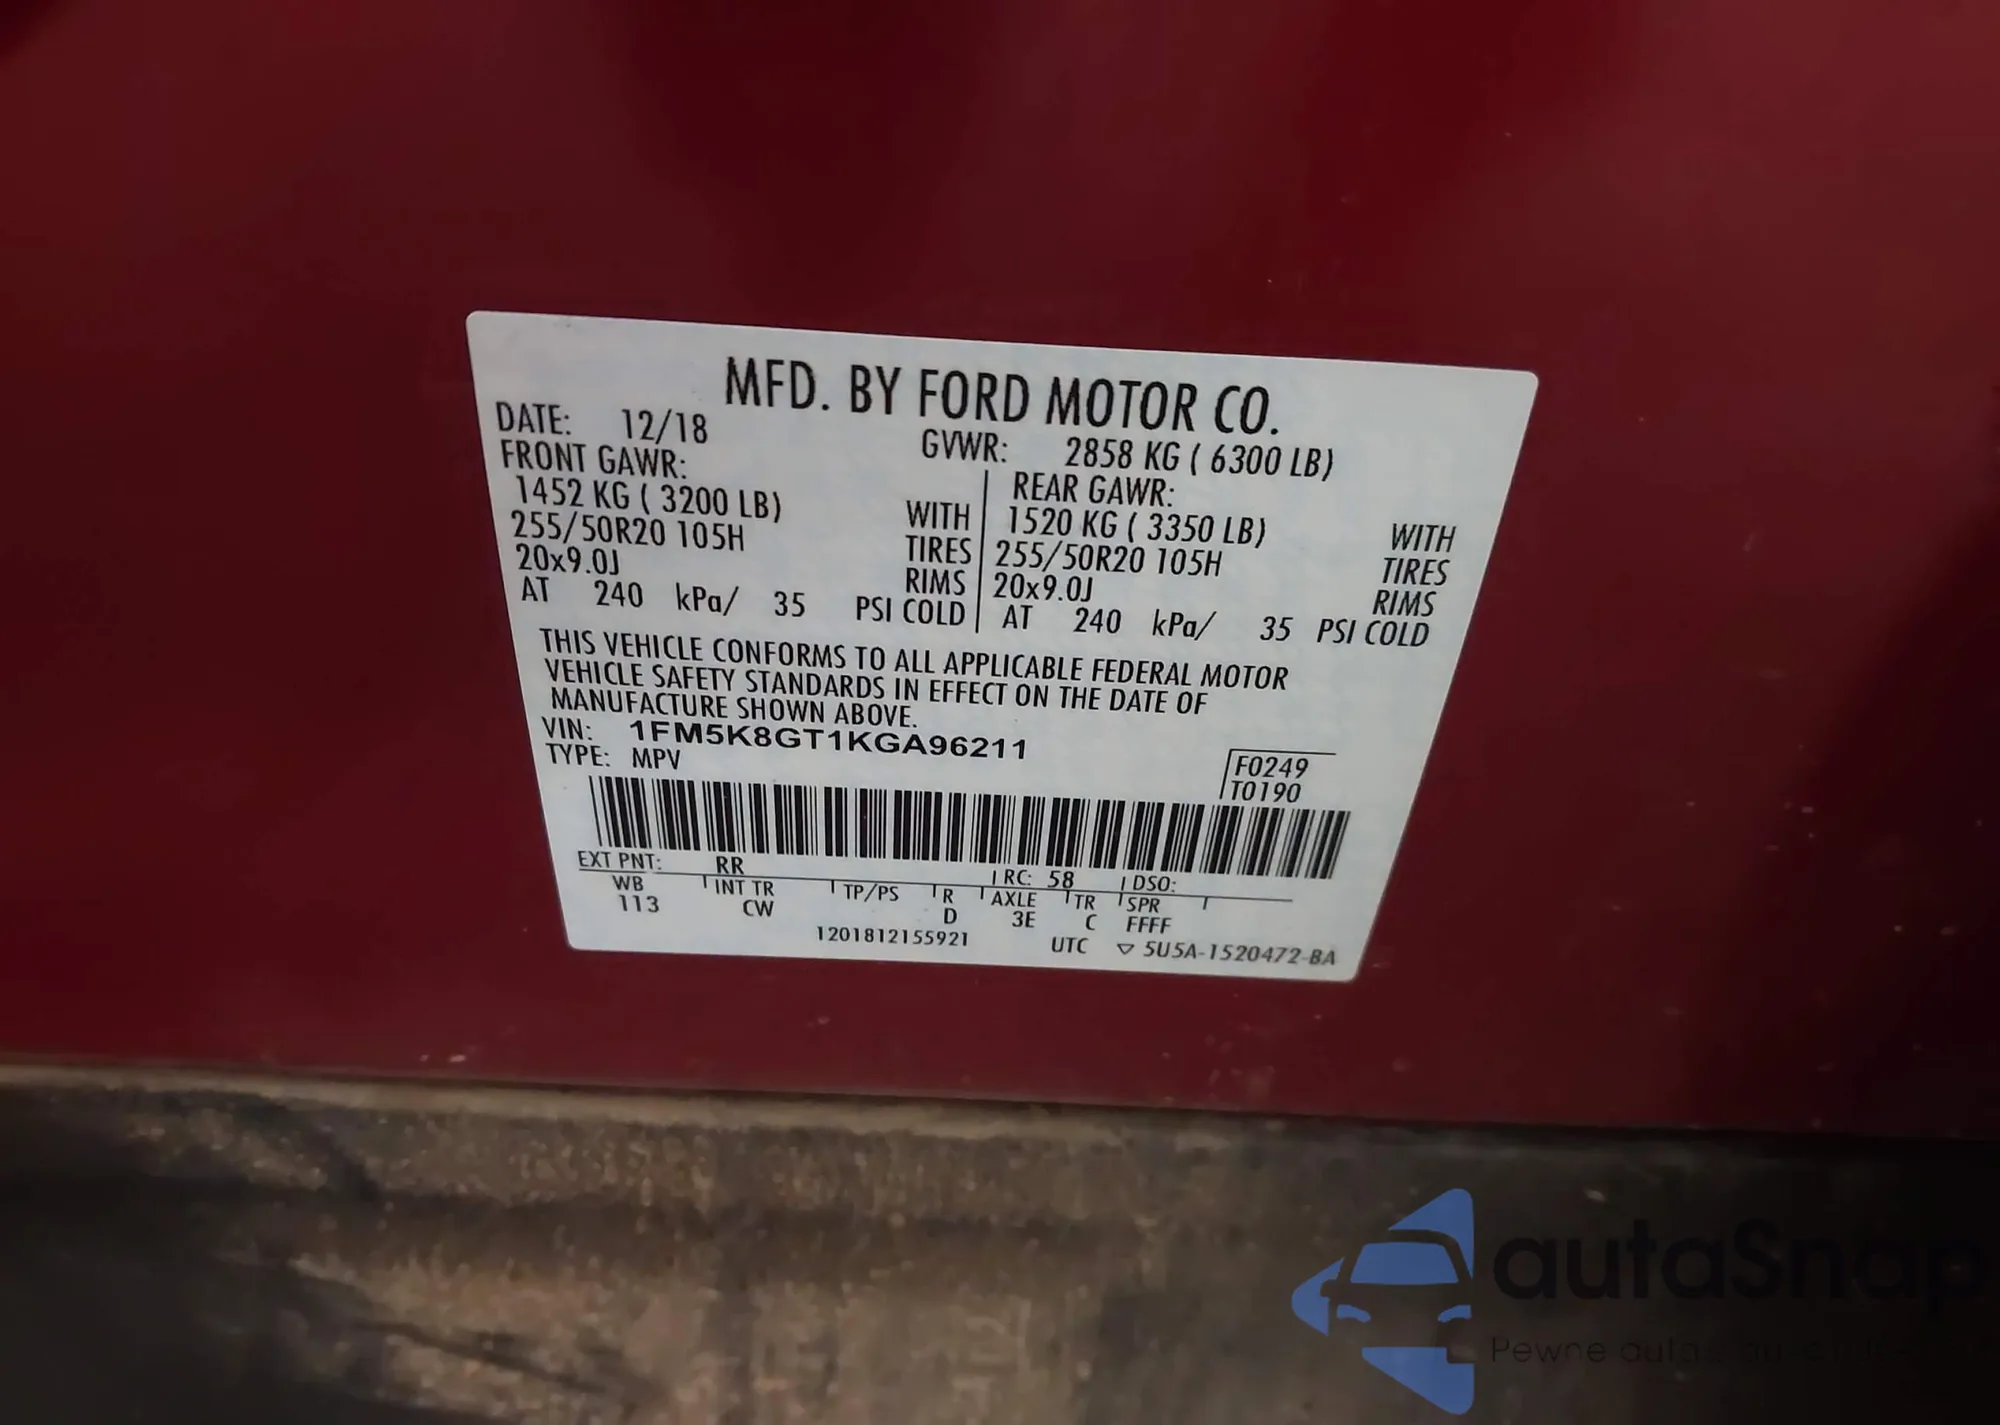 MFD. BY FORD MOTOR CO.
DATE: 12/18
GVWR: 2858 KG ( 6300 LB)
FRONT GAWR:
1452 KG ( 3200 LB) WITH
255/50R20 105H TIRES
20x9.0J RIMS
AT 240 kPa/ 35 PSI COLD
REAR GAWR:
1520 KG ( 3350 LB) WITH
255/50R20 105H TIRES
20x9.0J RIMS
AT 240 kPa/ 35 PSI COLD
THIS VEHICLE CONFORMS TO ALL APPLICABLE FEDERAL MOTOR
VEHICLE SAFETY STANDARDS IN EFFECT ON THE DATE OF
MANUFACTURE SHOWN ABOVE.
VIN: 1FM5K8GT1KGA96211
TYPE: MPV
F0249
T0190
EXT PNT: RR RC: 58 DSO:
WB INT TR TP/PS R AXLE TR SPR
113 CW D 3E C FFFF
1201812155921 UTC ▽ 5U5A-1520472-BA
autaSnap
Pewne auta